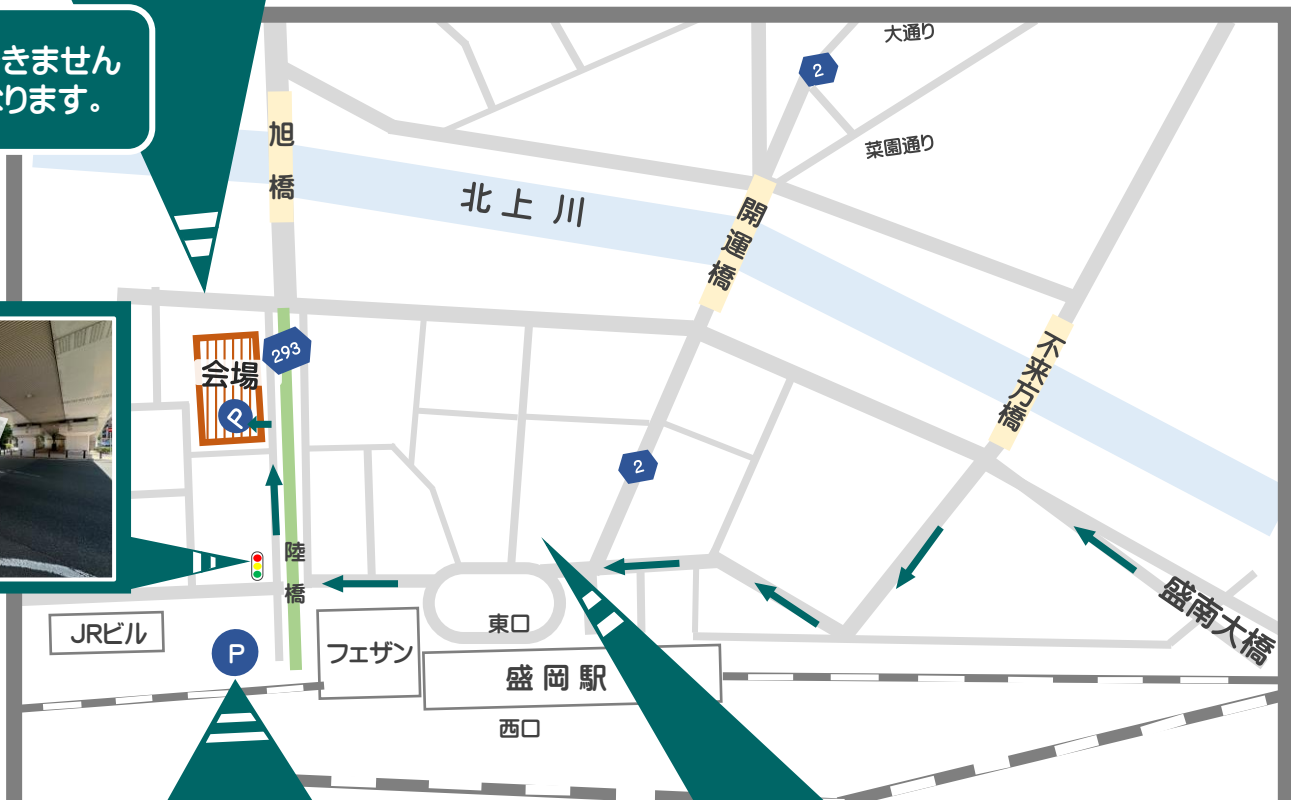 きません
ります。
大通り
2
菜園通り
旭橋
北上川
開運橋
不来方橋
293
会場
P
2
陸橋
盛南大橋
JRビル
P
フェザン
東口
盛岡駅
西口